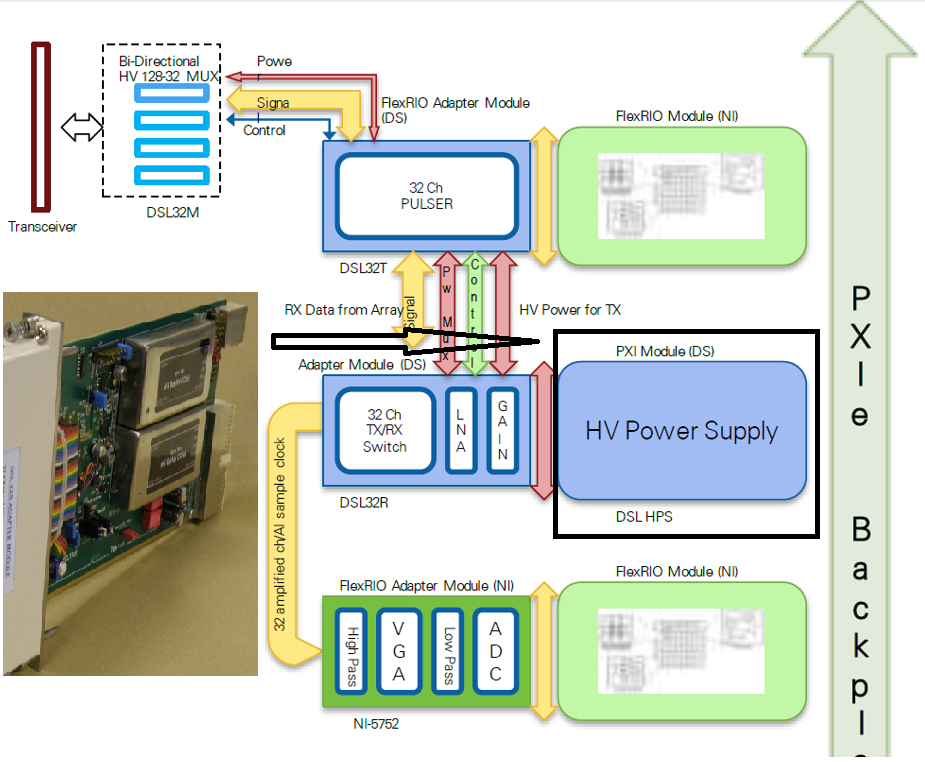 Bi-Directional
HV 128-32 MUX
Powe
r
Signa
l
Control
FlexRIO Adapter Module
(DS)
FlexRIO Module (NI)
32 Ch
PULSER
DSL32M
Transceiver
DSL32T
RX Data from Array
Signal
Pw Mux
Control
HV Power for TX
Adapter Module (DS)
PXI Module (DS)
32 Ch
TX/RX
Switch
LNA
GAIN
HV Power Supply
DSL32R
DSL HPS
32 amplified ch/AI sample clock
FlexRIO Adapter Module (NI)
FlexRIO Module (NI)
High Pass
VGA
Low Pass
ADC
NI-5752
PXIe Backpl